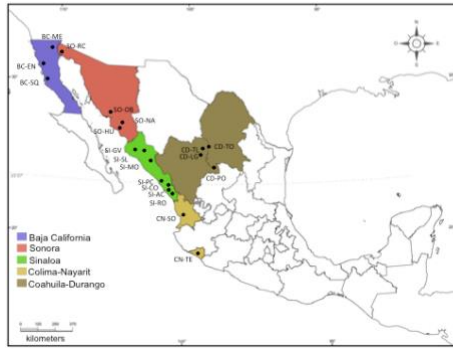 BC-ME
SO-RC
BC-EN
BC-SQ
SO-OB
SO-NA
SO-HU
SI-GV
SI-SL
SI-MO
CD-TL
CD-TO
CD-LG
CD-PO
SI-PC
SI-CO
SI-AC
SI-RO
CN-SO
CN-TE
Baja California
Sonora
Sinaloa
Colima-Nayarit
Coahuila-Durango
kilometers